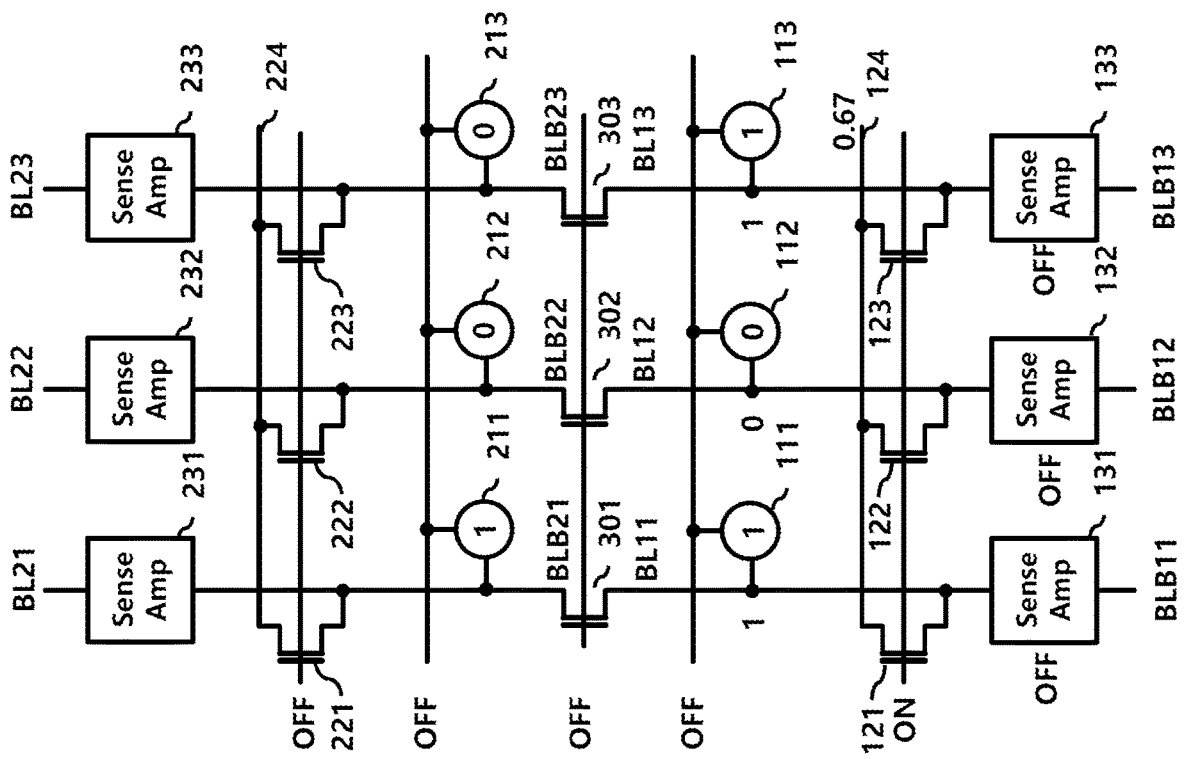 BL21
BL22
BL23
Sense Amp
231
Sense Amp
232
Sense Amp
233
224
OFF
221
222
223
OFF
1
211
0
212
0
213
BLB21
BLB22
BLB23
OFF
301
302
303
BL11
BL12
BL13
OFF
1
1
111
0
0
112
1
1
113
0.67
124
121
ON
122
123
OFF
Sense Amp
131
OFF
Sense Amp
132
OFF
Sense Amp
133
BLB11
BLB12
BLB13